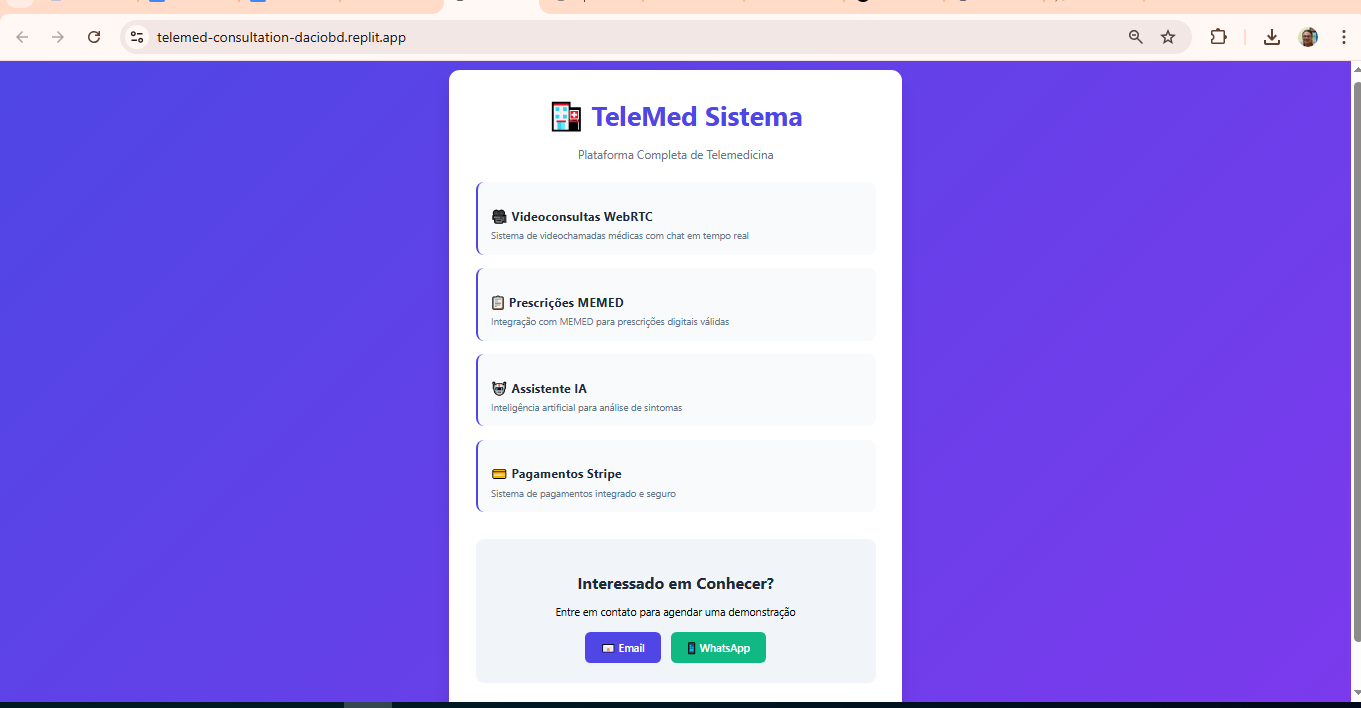 telemed-consultation-daciobd.replit.app
TeleMed Sistema
Plataforma Completa de Telemedicina
Videoconsultas WebRTC
Sistema de videochamadas médicas com chat em tempo real
Prescrições MEMED
Integração com MEMED para prescrições digitais válidas
Assistente IA
Inteligência artificial para análise de sintomas
Pagamentos Stripe
Sistema de pagamentos integrado e seguro
Interessado em Conhecer?
Entre em contato para agendar uma demonstração
Email
WhatsApp